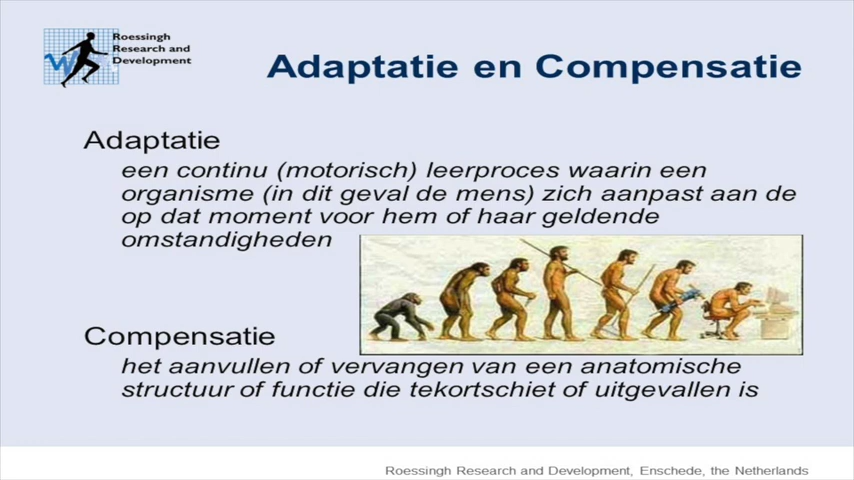 Roessingh
Research and
Development
Adaptatie en Compensatie
Adaptatie
een continu (motorisch) leerproces waarin een
organisme (in dit geval de mens) zich aanpast aan de
op dat moment voor hem of haar geldende
omstandigheden
Compensatie
het aanvullen of vervangen van een anatomische
structuur of functie die tekortschiet of uitgevallen is
Roessingh Research and Development, Enschede, the Netherlands